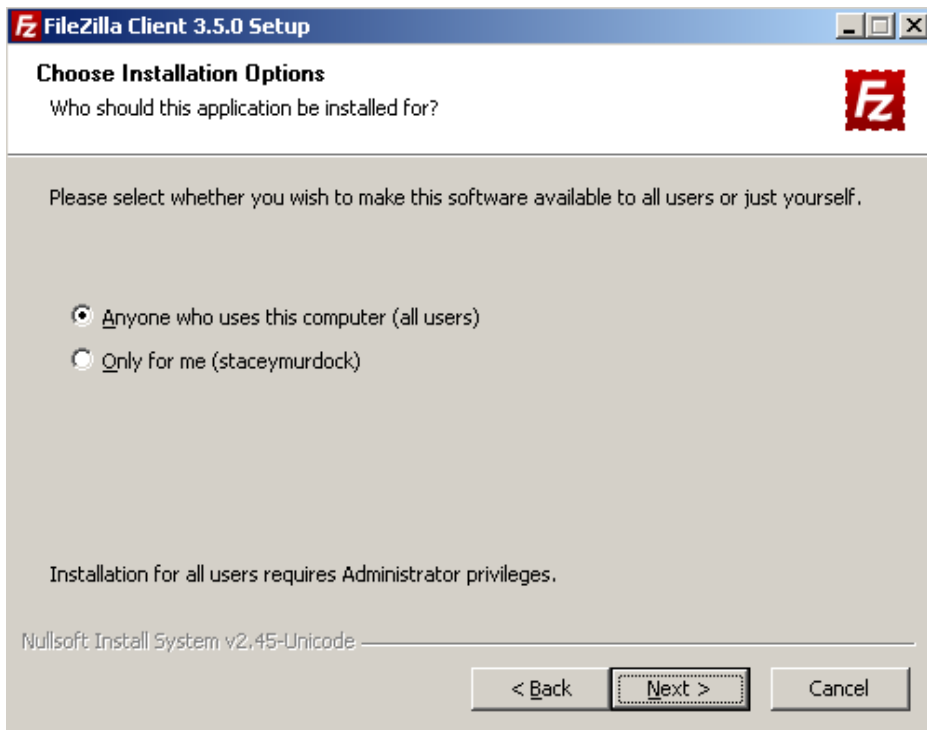 FileZilla Client 3.5.0 Setup
Choose Installation Options
Who should this application be installed for?
Please select whether you wish to make this software available to all users or just yourself.
Anyone who uses this computer (all users)
Only for me (staceymurdock)
Installation for all users requires Administrator privileges.
Nullsoft Install System v2.45-Unicode
< Back Next > Cancel